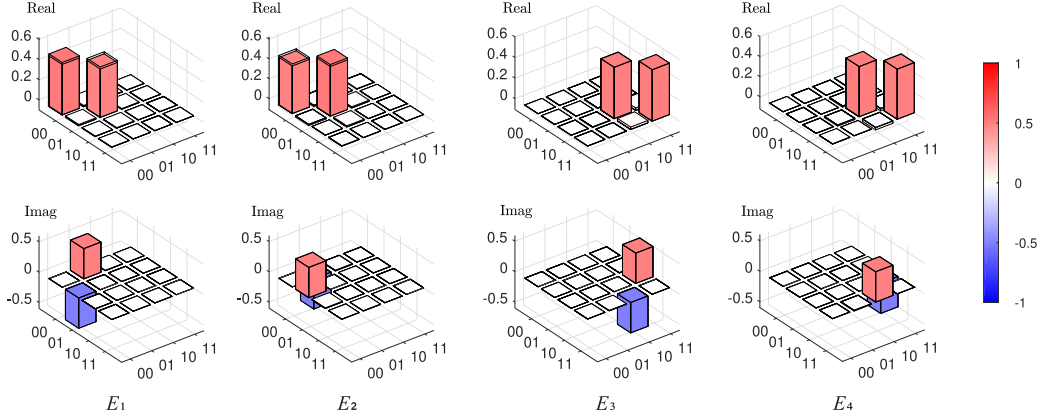 Real Real Real Real
0.6 0.6 0.6 0.6
0.4 0.4 0.4 0.4
0.2 0.2 0.2 0.2
0 0 0 0
00 01 10 11 00 01 10 11
00 01 10 11 00 01 10 11
00 01 10 11 00 01 10 11
00 01 10 11 00 01 10 11
1
0.5
0
-0.5
-1
Imag Imag Imag Imag
0.5 0.5 0.5 0.5
0 0 0 0
-0.5 -0.5 -0.5 -0.5
00 01 10 11 00 01 10 11
00 01 10 11 00 01 10 11
00 01 10 11 00 01 10 11
00 01 10 11 00 01 10 11
E1 E2 E3 E4